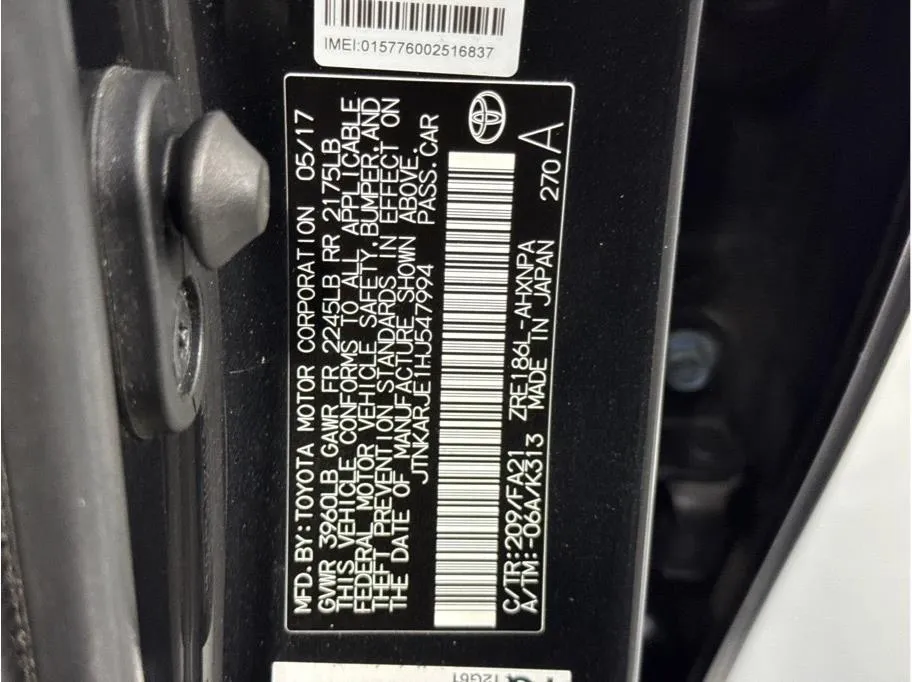 IMEI:015776002516837
MFD.BY:TOYOTA MOTOR CORPORATION 05/17
GVWR 3960LB GAWR FR 2245LB RR 2175LB
THIS VEHICLE CONFORMS TO ALL APPLICABLE
FEDERAL MOTOR VEHICLE SAFETY,BUMPER,AND
THEFT PREVENTION STANDARDS IN EFFECT ON
THE DATE OF MANUFACTURE SHOWN ABOVE.
JTNKARJE1HJ547994 PASS.CAR
C/TR:209/FA21 ZRE186L-AHXNPA 270 A
A/TM:-06A/K313 MADE IN JAPAN
12G61